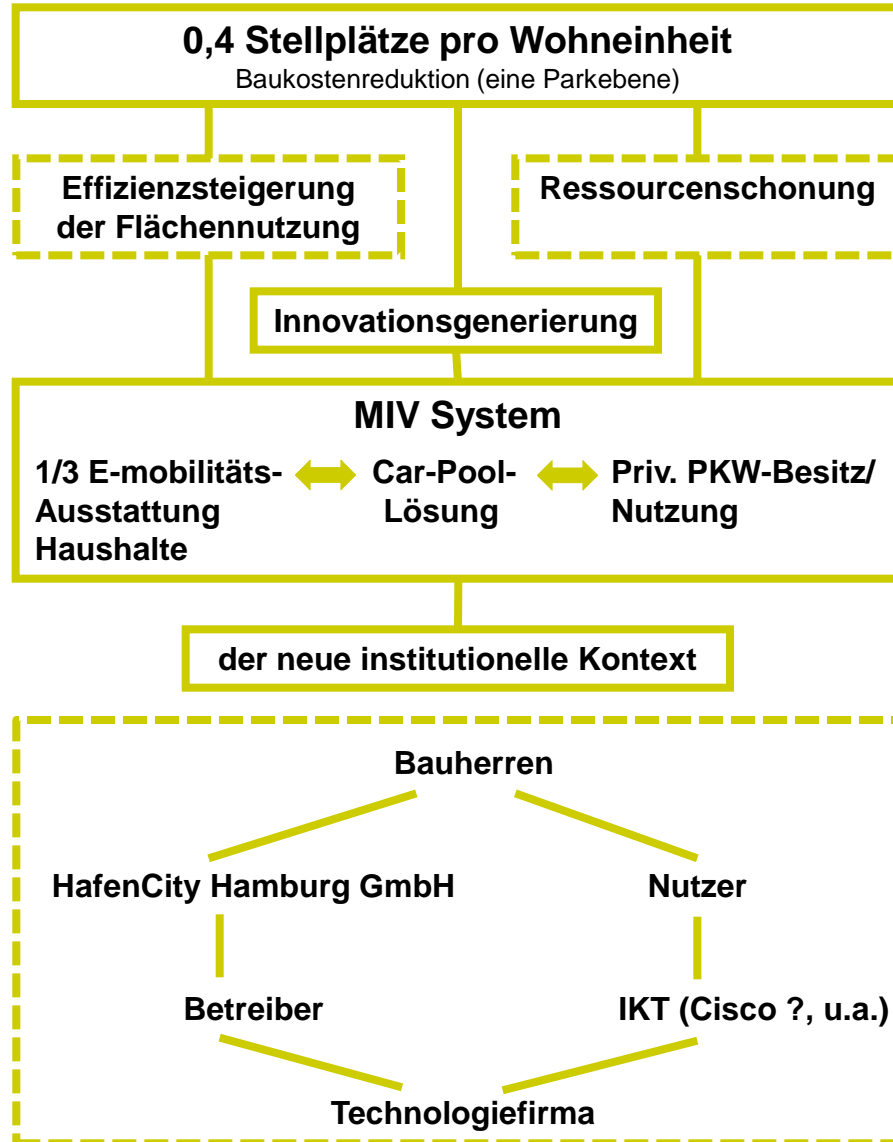 0,4 Stellplätze pro Wohneinheit
Baukostenreduktion (eine Parkebene)
Effizienzsteigerung
der Flächennutzung
Ressourcenschonung
Innovationsgenerierung
MIV System
1/3 E-mobilitäts-
Ausstattung
Haushalte
Car-Pool-
Lösung
Priv. PKW-Besitz/
Nutzung
der neue institutionelle Kontext
Bauherren
HafenCity Hamburg GmbH
Nutzer
Betreiber
IKT (Cisco ?, u.a.)
Technologiefirma